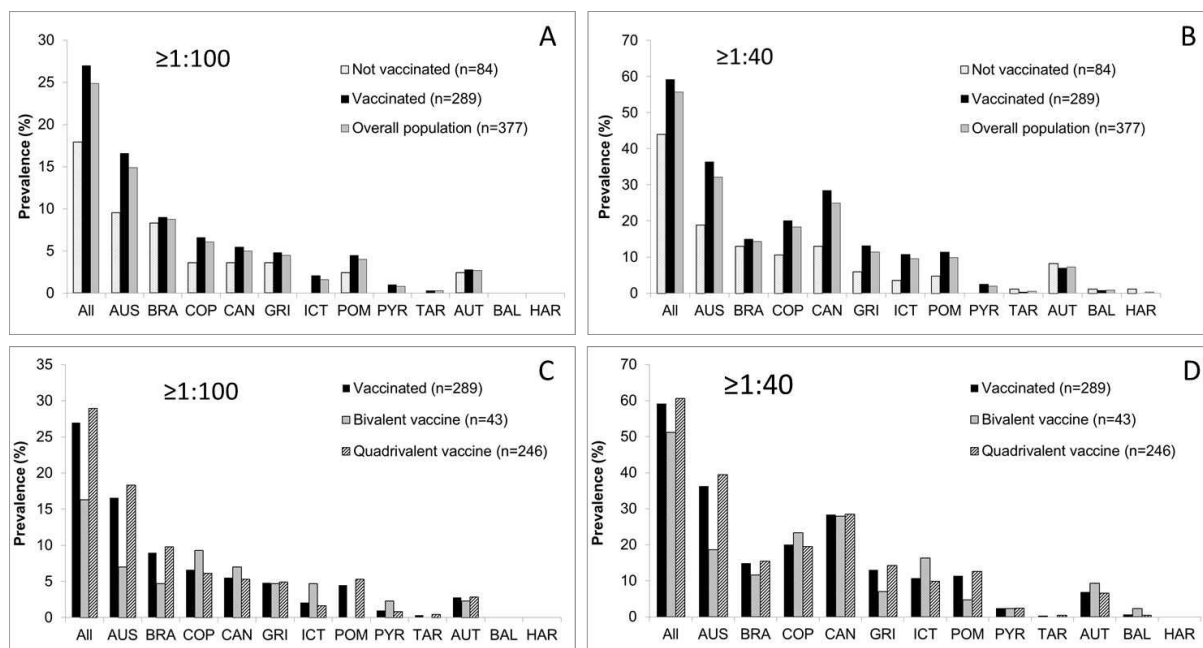 A
≥1:100
Prevalence (%)
30
25
20
15
10
5
0
Not vaccinated (n=84)
Vaccinated (n=289)
Overall population (n=377)
All AUS BRA COP CAN GRI ICT POM PYR TAR AUT BAL HAR
B
≥1:40
Prevalence (%)
70
60
50
40
30
20
10
0
Not vaccinated (n=84)
Vaccinated (n=289)
Overall population (n=377)
All AUS BRA COP CAN GRI ICT POM PYR TAR AUT BAL HAR
C
≥1:100
Prevalence (%)
35
30
25
20
15
10
5
0
Vaccinated (n=289)
Bivalent vaccine (n=43)
Quadrivalent vaccine (n=246)
All AUS BRA COP CAN GRI ICT POM PYR TAR AUT BAL HAR
D
≥1:40
Prevalence (%)
70
60
50
40
30
20
10
0
Vaccinated (n=289)
Bivalent vaccine (n=43)
Quadrivalent vaccine (n=246)
All AUS BRA COP CAN GRI ICT POM PYR TAR AUT BAL HAR